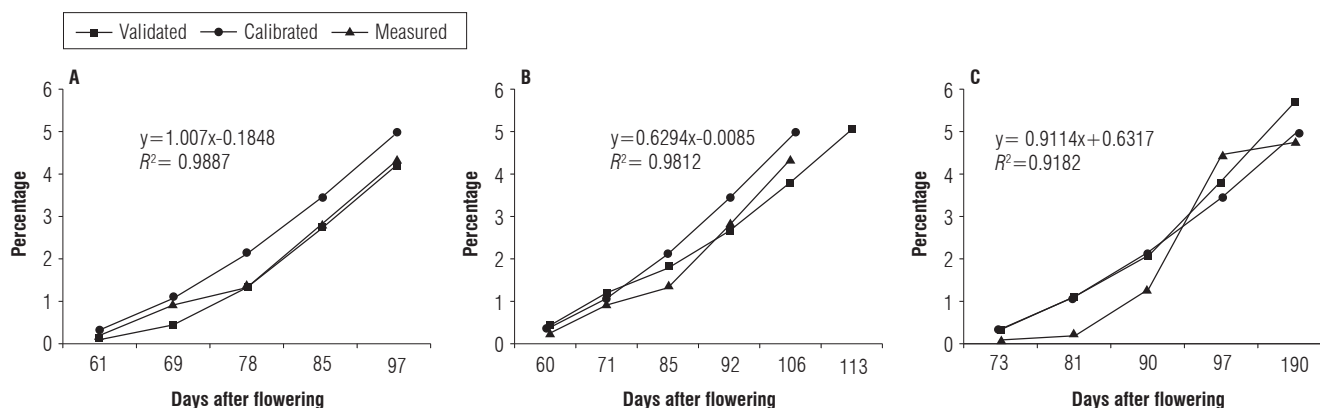 Validated Calibrated Measured
A
Percentage
6
5
4
3
2
1
0
y=1.007x-0.1848
R²= 0.9887
61 69 78 85 97
Days after flowering
B
Percentage
6
5
4
3
2
1
0
y=0.6294x-0.0085
R²= 0.9812
60 71 85 92 106 113
Days after flowering
C
Percentage
6
5
4
3
2
1
0
y= 0.9114x+0.6317
R²=0.9182
73 81 90 97 190
Days after flowering